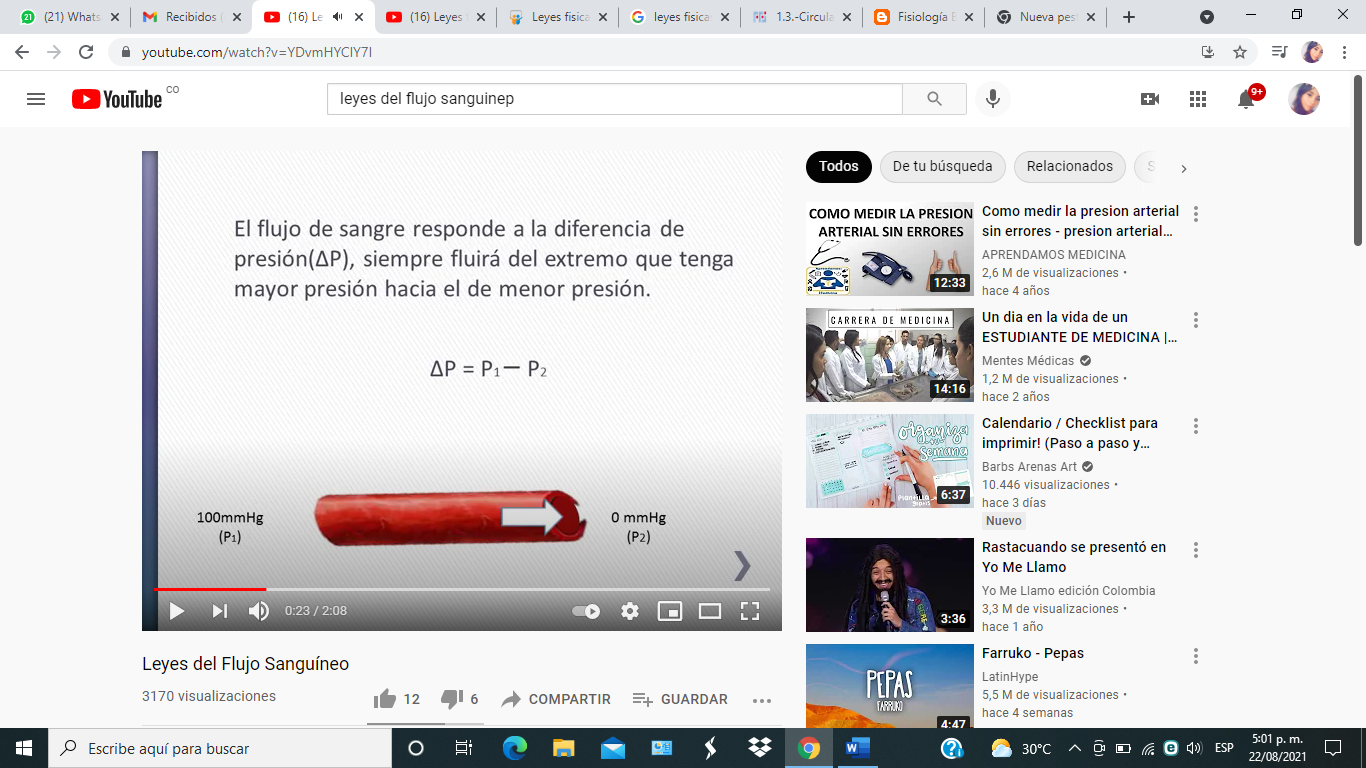 (21) Whats
Recibidos (
(16) Le
(16) Leyes
Leyes fisica
leyes fisica
1.3.-Circula
Fisiología
Nueva pes
youtube.com/watch?v=YDvmHYClY7I
YouTube CO
leyes del flujo sanguinep
9+
El flujo de sangre responde a la diferencia de
presión(ΔP), siempre fluirá del extremo que tenga
mayor presión hacia el de menor presión.
ΔP = P1 – P2
100mmHg
(P1)
0 mmHg
(P2)
0:23 / 2:08
Leyes del Flujo Sanguíneo
3170 visualizaciones
12
6
COMPARTIR
GUARDAR
Todos
De tu búsqueda
Relacionados
COMO MEDIR LA PRESION
ARTERIAL SIN ERRORES
12:33
Como medir la presion arterial
sin errores - presion arterial…
APRENDAMOS MEDICINA
2,6 M de visualizaciones •
hace 4 años
CARRERA DE MEDICINA
14:16
Un dia en la vida de un
ESTUDIANTE DE MEDICINA |…
Mentes Médicas
1,2 M de visualizaciones •
hace 2 años
organiza
tu
semana
6:37
Calendario / Checklist para
imprimir! (Paso a paso y…
Barbs Arenas Art
10.446 visualizaciones •
hace 3 días
Nuevo
3:36
Rastacuando se presentó en
Yo Me Llamo
Yo Me Llamo edición Colombia
3,3 M de visualizaciones •
hace 1 año
PEPAS
FARRUKO
4:47
Farruko - Pepas
LatinHype
5,5 M de visualizaciones •
hace 4 semanas
Escribe aquí para buscar
30°C
ESP
5:01 p. m.
22/08/2021